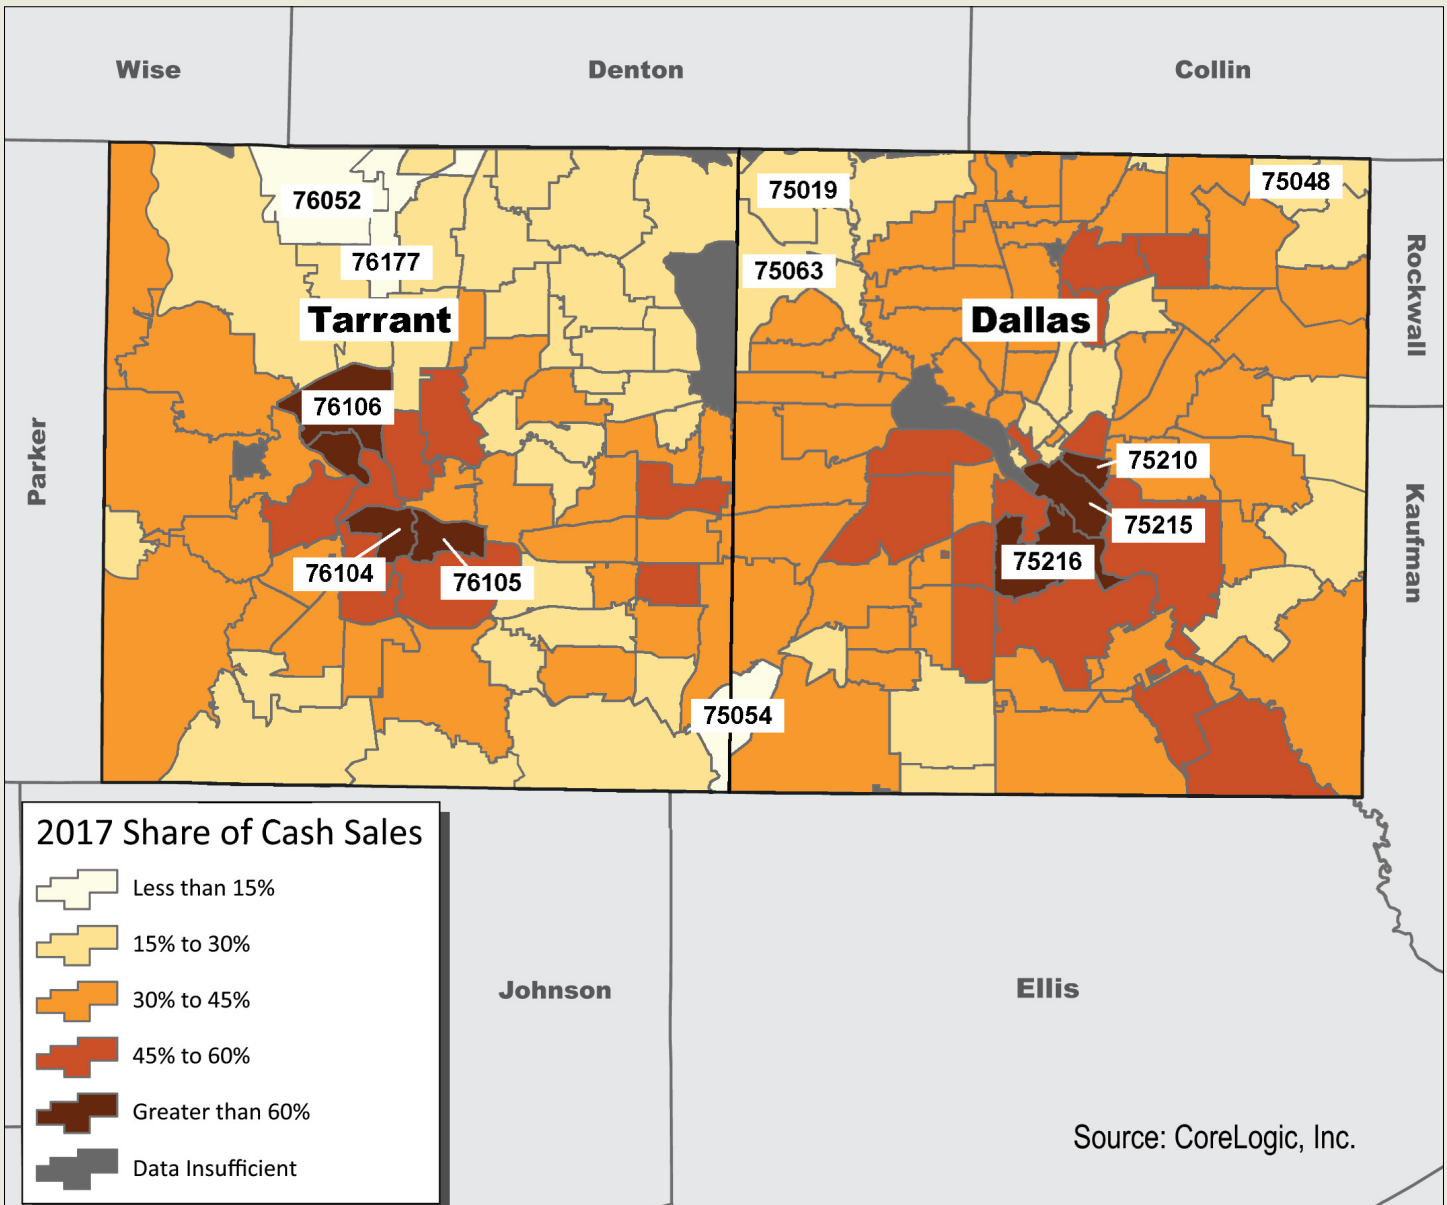 Wise
Denton
Collin
76052
75019
75048
76177
75063
Rockwall
Tarrant
Dallas
76106
Parker
75210
75215
Kaufman
76104
76105
75216
75054
2017 Share of Cash Sales
Less than 15%
15% to 30%
30% to 45%
45% to 60%
Greater than 60%
Data Insufficient
Johnson
Ellis
Source: CoreLogic, Inc.